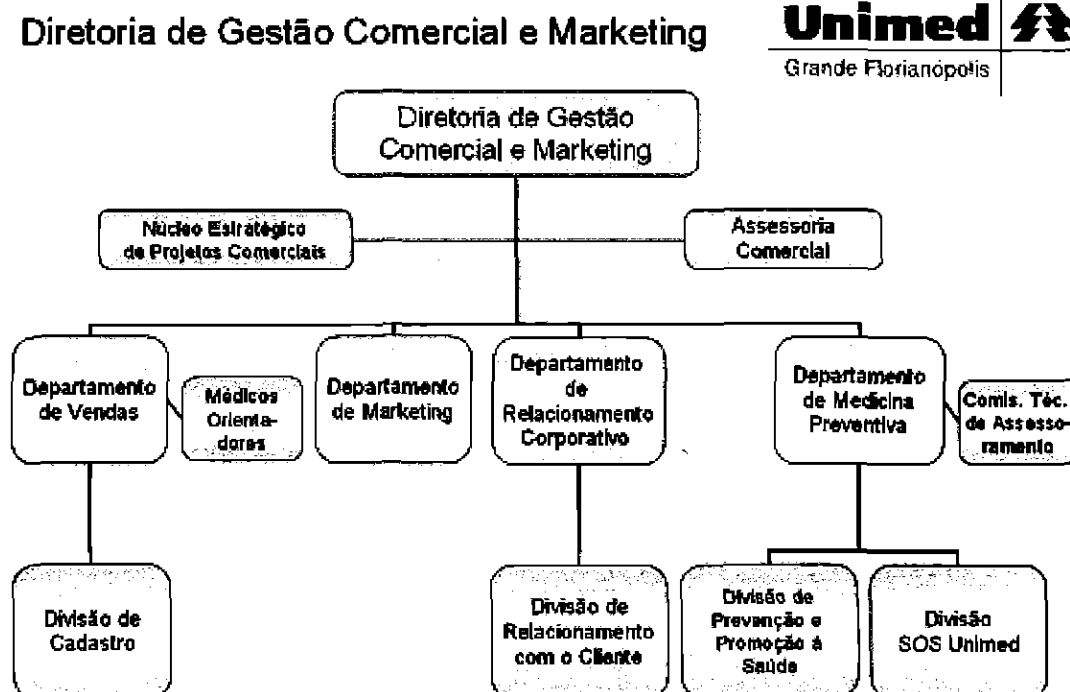 Diretoria de Gestão Comercial e Marketing
Unimed
Grande Florianópolis
Diretoria de Gestão
Comercial e Marketing
Núcleo Estratégico
de Projetos Comerciais
Assessoria
Comercial
Departamento
de Vendas
Médicos
Orienta-
dores
Departamento
de Marketing
Departamento
de
Relacionamento
Corporativo
Departamento
de Medicina
Preventiva
Comis. Téc.
de Assesso-
ramento
Divisão de
Cadastro
Divisão de
Relacionamento
com o Cliente
Divisão de
Prevenção e
Promoção à
Saúde
Divisão
SOS Unimed